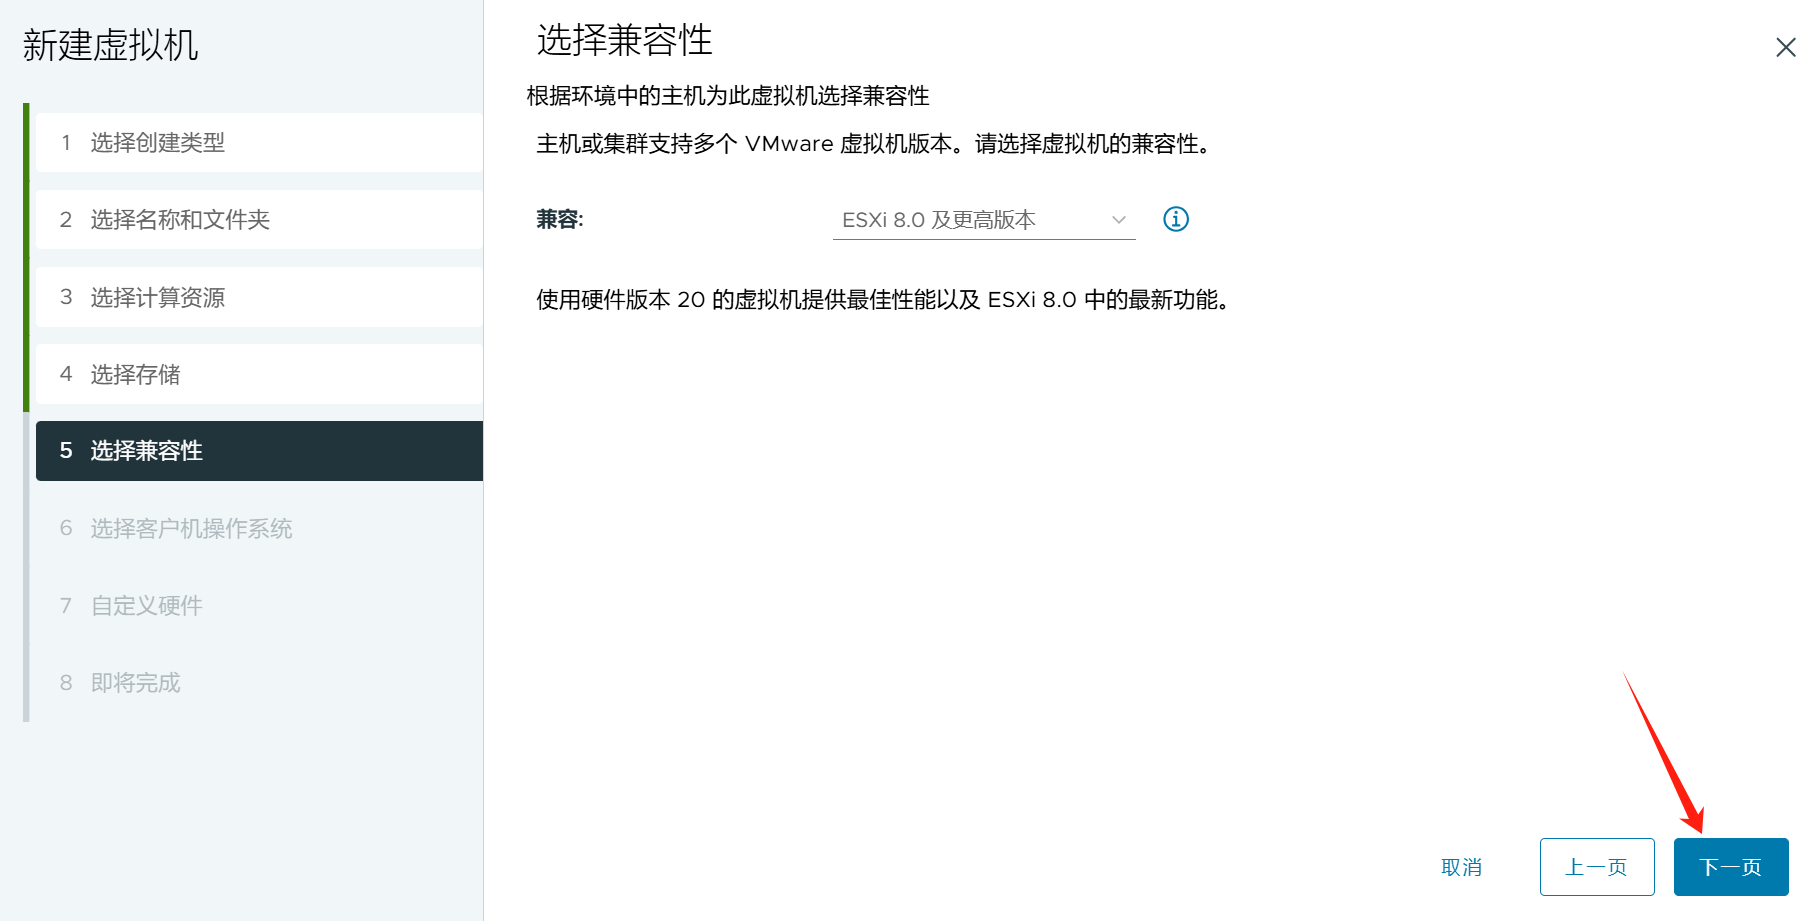 新建虚拟机
1 选择创建类型
2 选择名称和文件夹
3 选择计算资源
4 选择存储
5 选择兼容性
6 选择客户机操作系统
7 自定义硬件
8 即将完成
选择兼容性
根据环境中的主机为此虚拟机选择兼容性
主机或集群支持多个 VMware 虚拟机版本。请选择虚拟机的兼容性。
兼容: ESXi 8.0 及更高版本
使用硬件版本 20 的虚拟机提供最佳性能以及 ESXi 8.0 中的最新功能。
取消 上一页 下一页